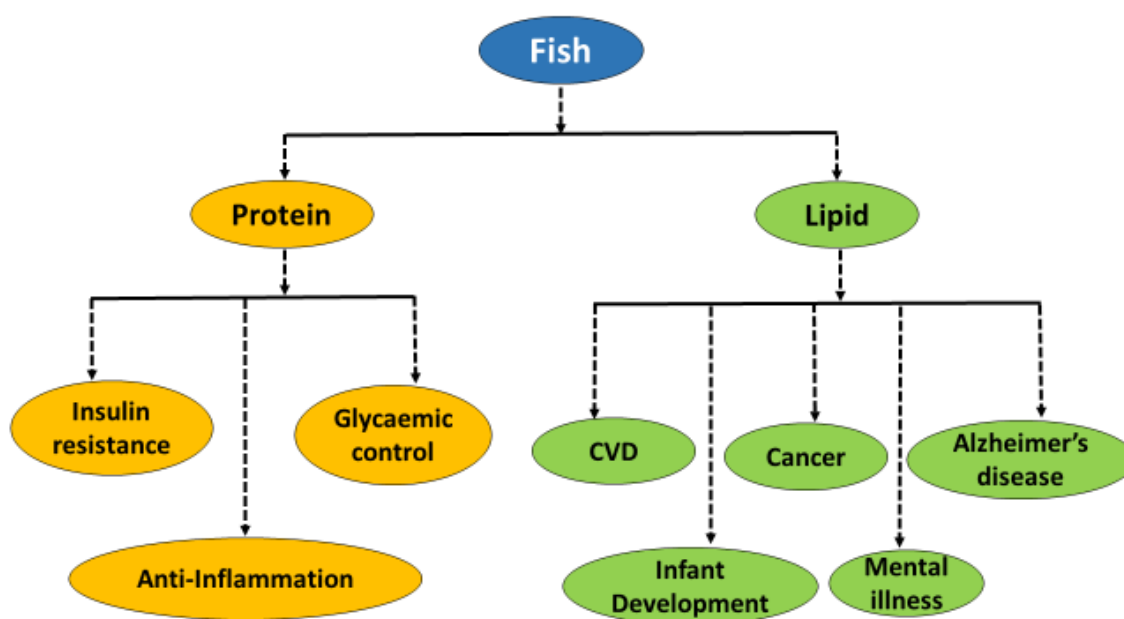 Fish
Protein
Lipid
Insulin
resistance
Glycaemic
control
Anti-Inflammation
CVD
Cancer
Alzheimer's
disease
Infant
Development
Mental
illness